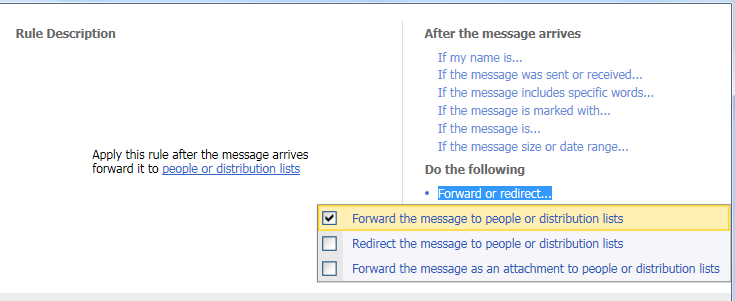 Rule Description
Apply this rule after the message arrives
forward it to people or distribution lists
After the message arrives
If my name is...
If the message was sent or received...
If the message includes specific words...
If the message is marked with...
If the message is...
If the message size or date range...
Do the following
• Forward or redirect...
Forward the message to people or distribution lists
Redirect the message to people or distribution lists
Forward the message as an attachment to people or distribution lists